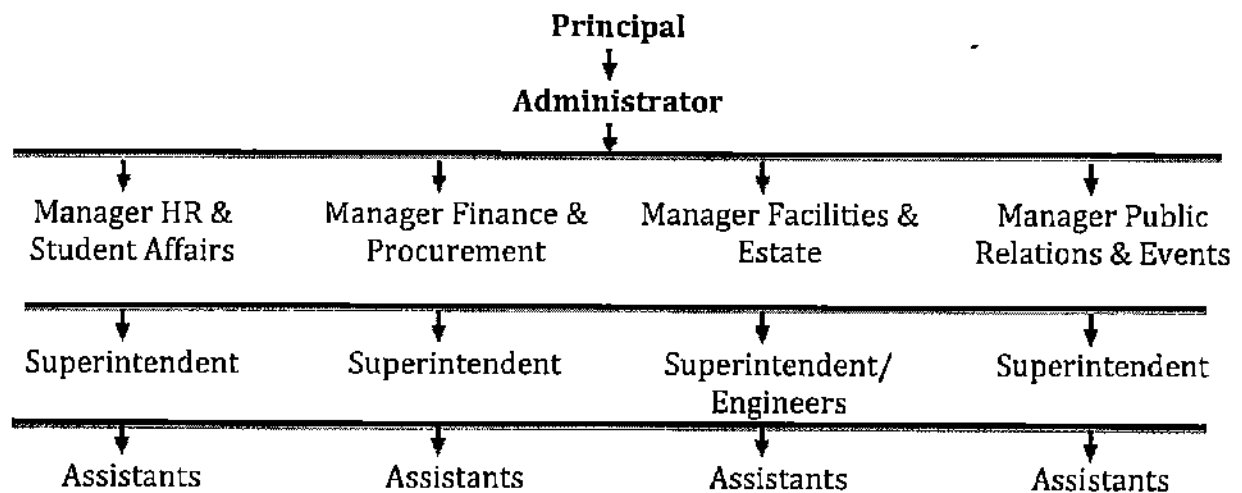 Principal
Administrator
Manager HR &
Student Affairs
Manager Finance &
Procurement
Manager Facilities &
Estate
Manager Public
Relations & Events
Superintendent
Superintendent
Superintendent/
Engineers
Superintendent
Assistants
Assistants
Assistants
Assistants